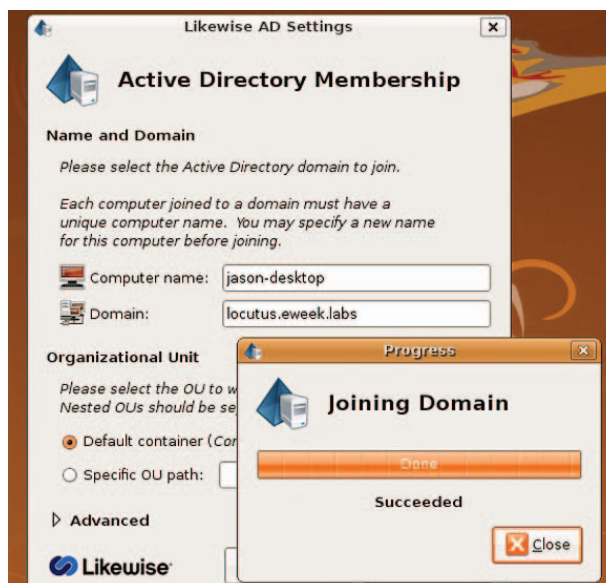 Likewise AD Settings
Active Directory Membership
Name and Domain
Please select the Active Directory domain to join.
Each computer joined to a domain must have a
unique computer name. You may specify a new name
for this computer before joining.
Computer name: jason-desktop
Domain: locutus.eweek.labs
Organizational Unit
Please select the OU to
Nested OUs should be
Default container
Specific OU path:
Advanced
Likewise
Progress
Joining Domain
Done
Succeeded
Close